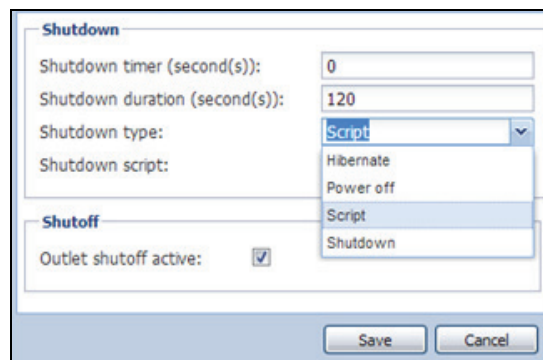 Shutdown
Shutdown timer (second(s)): 0
Shutdown duration (second(s)): 120
Shutdown type: Script
Shutdown script:
Hibernate
Power off
Script
Shutdown
Shutoff
Outlet shutoff active:
Save Cancel